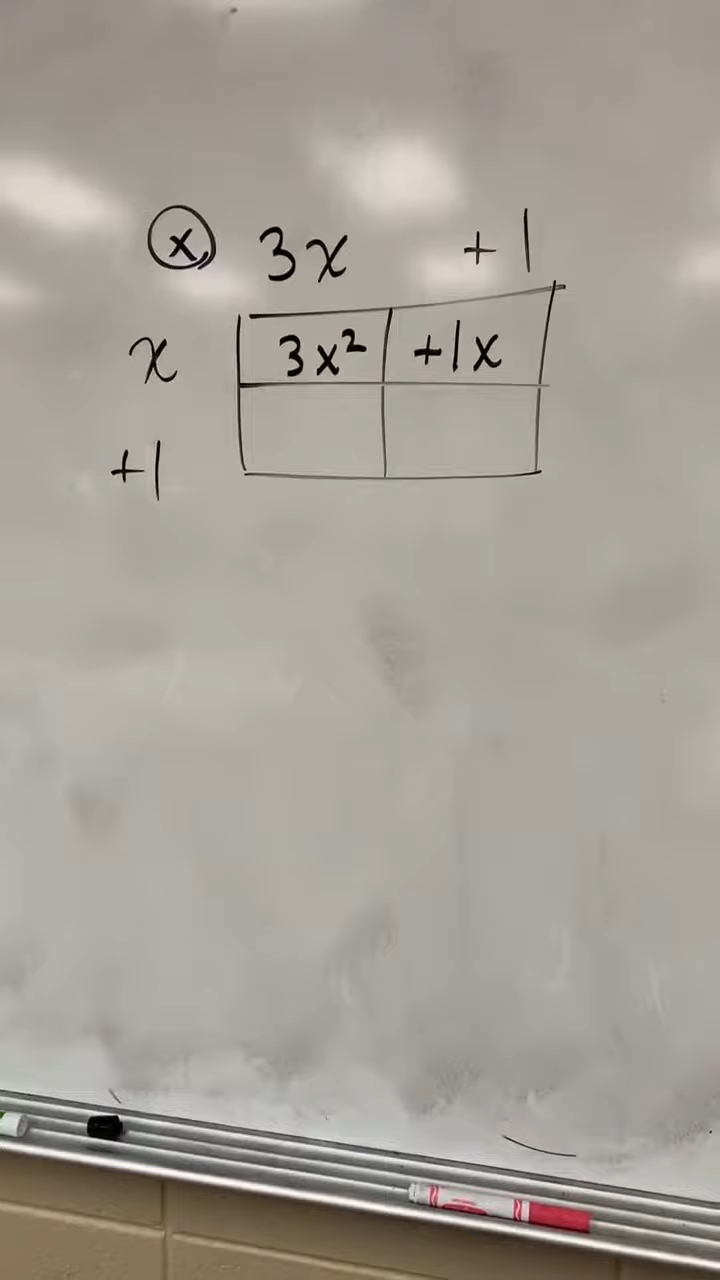 ⓧ 3x +1
x 3x² +1x
+1